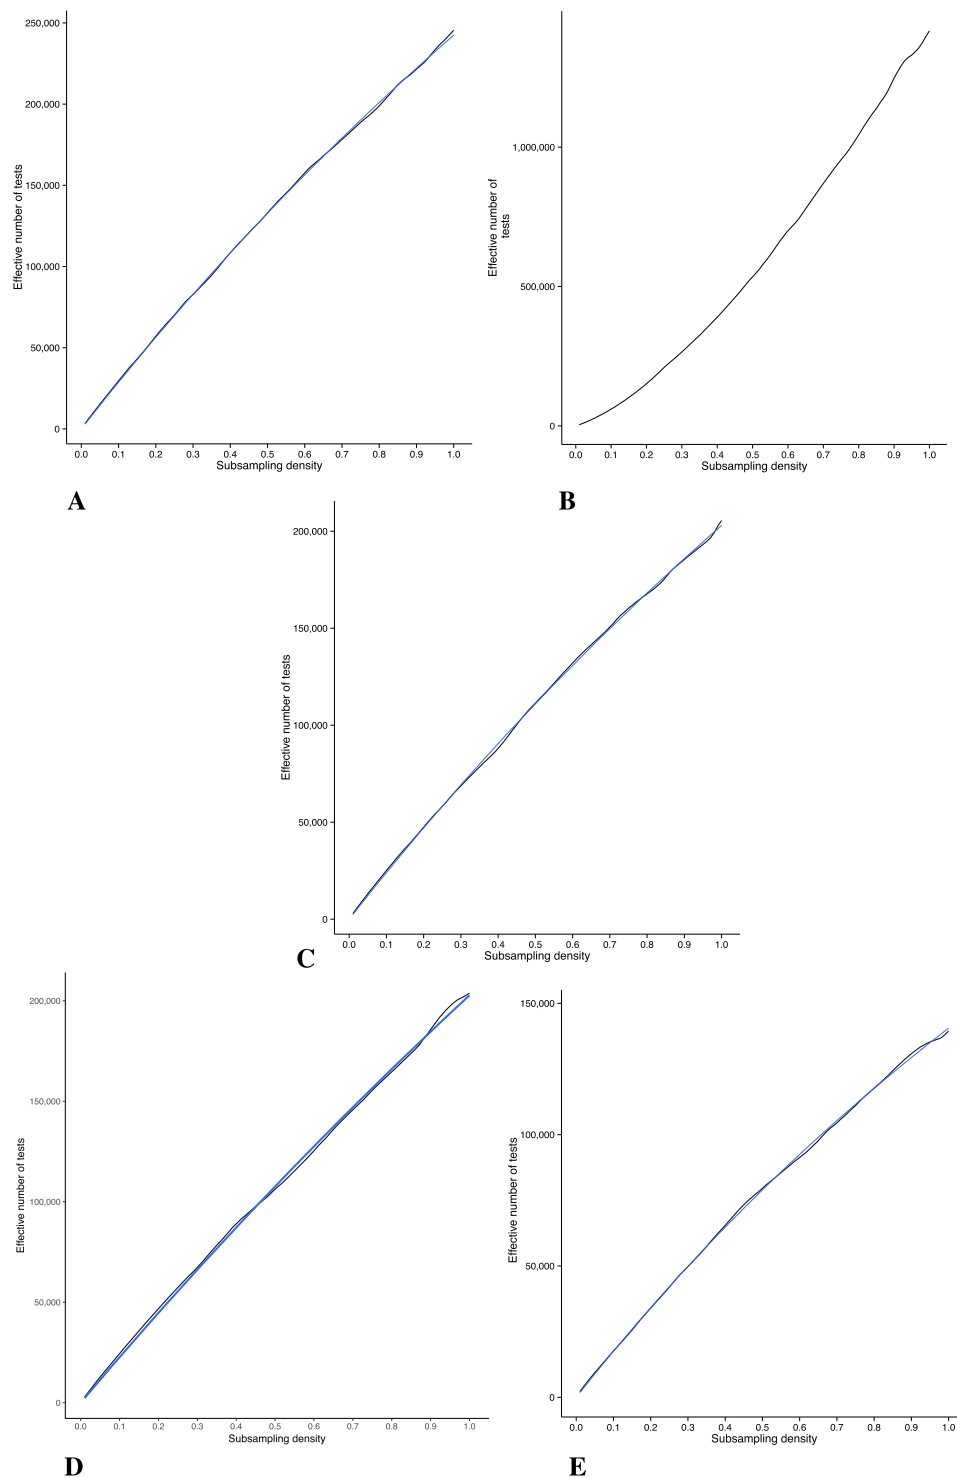 250,000
200,000
150,000
100,000
50,000
0
Effective number of tests
0.0 0.1 0.2 0.3 0.4 0.5 0.6 0.7 0.8 0.9 1.0
Subsampling density
A
1,000,000
500,000
0
Effective number of
tests
0.0 0.1 0.2 0.3 0.4 0.5 0.6 0.7 0.8 0.9 1.0
Subsampling density
B
200,000
150,000
100,000
50,000
0
Effective number of tests
0.0 0.1 0.2 0.3 0.4 0.5 0.6 0.7 0.8 0.9 1.0
Subsampling density
C
200,000
150,000
100,000
50,000
0
Effective number of tests
0.0 0.1 0.2 0.3 0.4 0.5 0.6 0.7 0.8 0.9 1.0
Subsampling density
D
150,000
100,000
50,000
0
Effective number of tests
0.0 0.1 0.2 0.3 0.4 0.5 0.6 0.7 0.8 0.9 1.0
Subsampling density
E